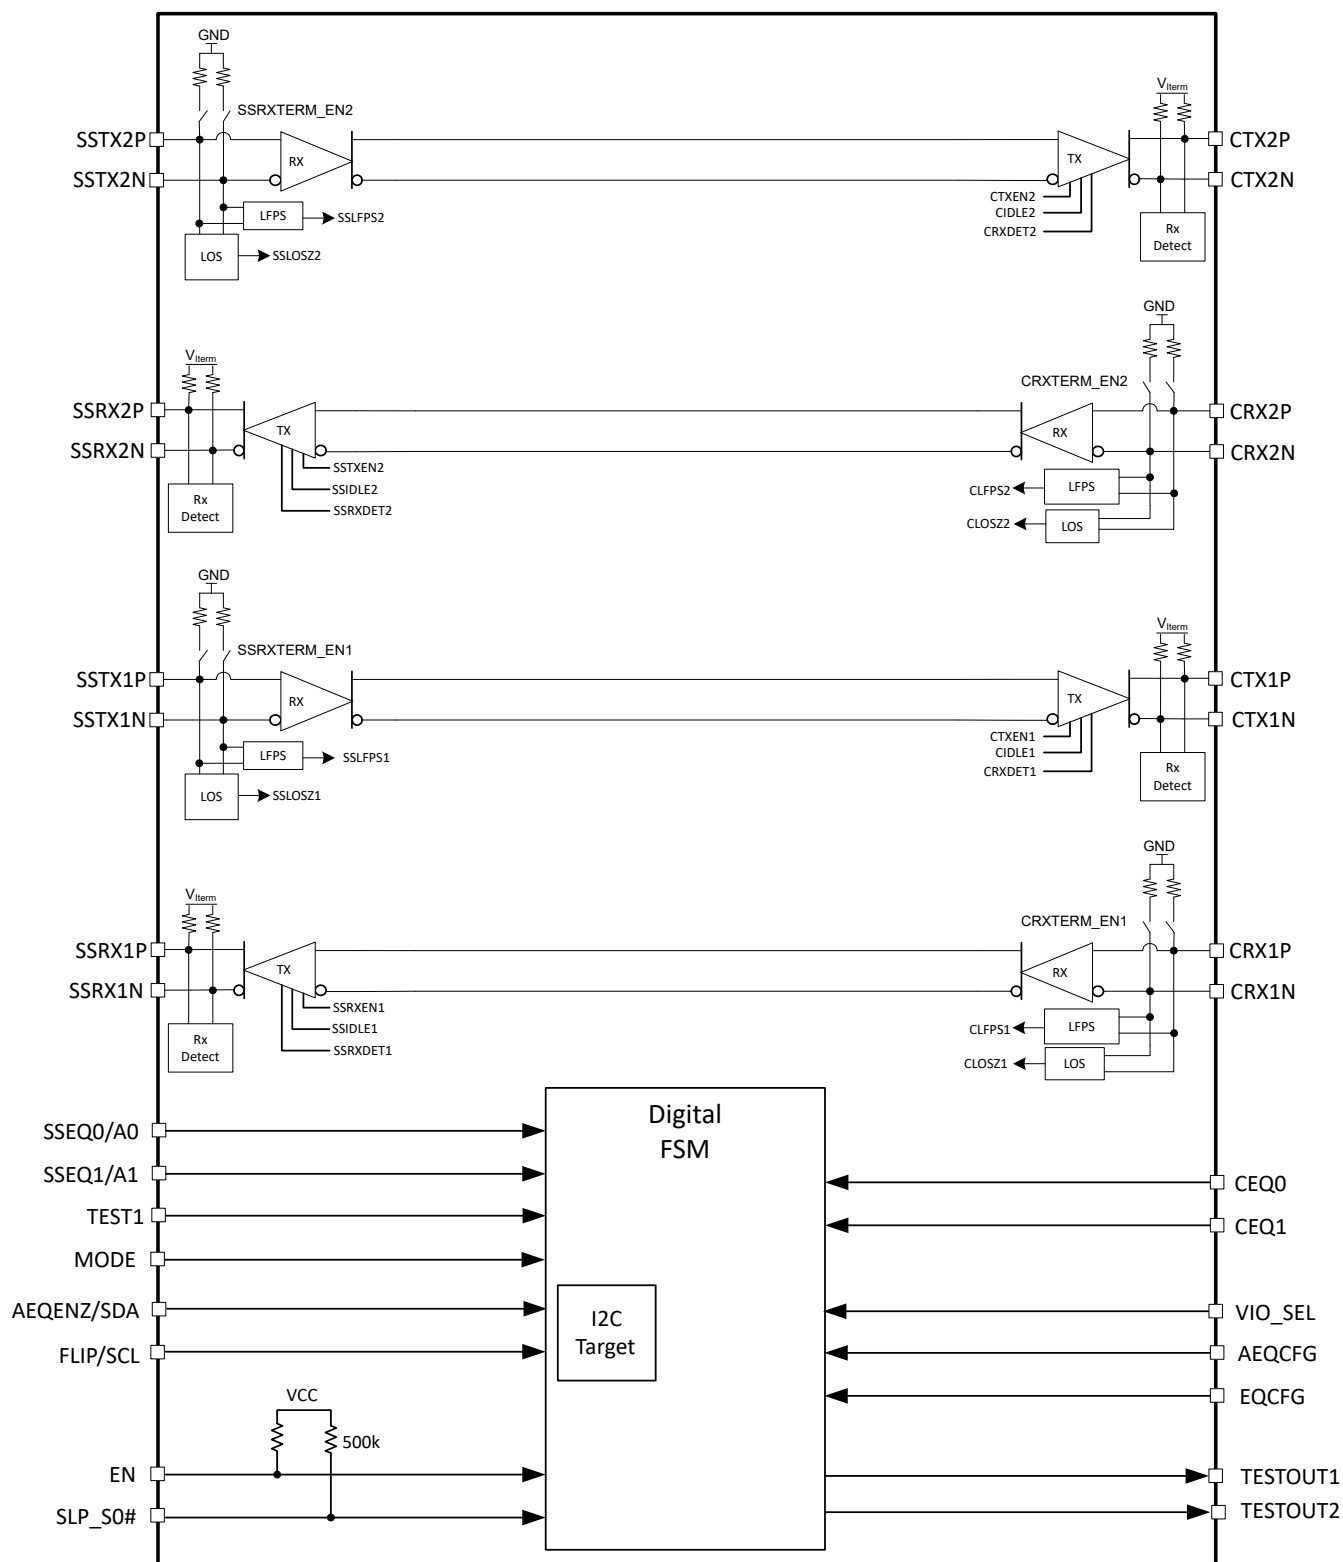 GND
SSRXTERM_EN2
VIterm
SSTX2P
RX
TX
CTX2P
SSTX2N
CTX2N
CTXEN2
LFPS
SSLFPS2
CIDLE2
CRXDET2
Rx
Detect
LOS
SSLOSZ2
GND
VIterm
CRXTERM_EN2
SSRX2P
TX
RX
CRX2P
SSRX2N
CRX2N
SSTXEN2
SSIDLE2
CLFPS2
LFPS
Rx
Detect
SSRXDET2
CLOSZ2
LOS
GND
SSRXTERM_EN1
VIterm
SSTX1P
RX
TX
CTX1P
SSTX1N
CTX1N
CTXEN1
LFPS
SSLFPS1
CIDLE1
CRXDET1
Rx
Detect
LOS
SSLOSZ1
GND
VIterm
CRXTERM_EN1
SSRX1P
TX
RX
CRX1P
SSRX1N
CRX1N
SSRXEN1
SSIDLE1
CLFPS1
LFPS
Rx
Detect
SSRXDET1
CLOSZ1
LOS
Digital
FSM
SSEQ0/A0
SSEQ1/A1
CEQ0
TEST1
CEQ1
MODE
AEQENZ/SDA
I2C
Target
VIO_SEL
FLIP/SCL
AEQCFG
VCC
EQCFG
500k
EN
TESTOUT1
SLP_S0#
TESTOUT2